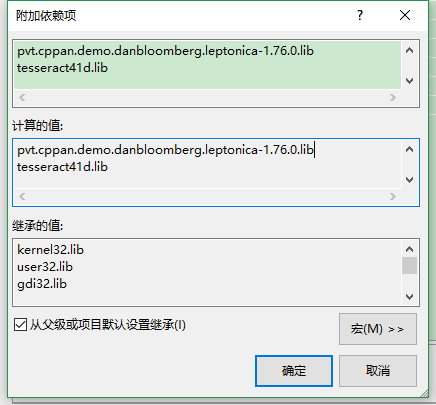 附加依赖项
?
pvt.cppan.demo.danbloomberg.leptonica-1.76.0.lib
tesseract41d.lib
计算的值:
pvt.cppan.demo.danbloomberg.leptonica-1.76.0.lib
tesseract41d.lib
继承的值:
kernel32.lib
user32.lib
gdi32.lib
从父级或项目默认设置继承(I)
宏(M) >>
确定
取消